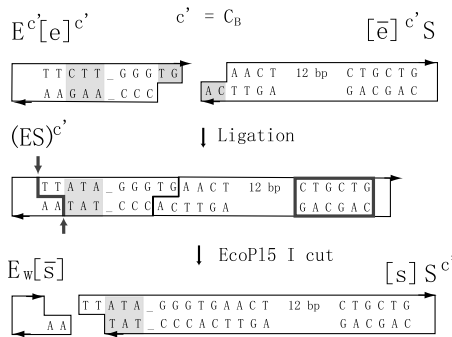 E^c'[e]^c'
c' = C_B
[e̅]^c' S
T T C T T _ G G G T G
A A G A A _ C C C
A A C T 12 bp C T G C T G
A C T T G A G A C G A C
(ES)^c'
Ligation
T T A T A _ G G G T G A A C T 12 bp C T G C T G
A A T A T _ C C C A C T T G A G A C G A C
EcoP15 I cut
E_w[s̅]
[s] S^c'
T T A T A _ G G G T G A A C T 12 bp C T G C T G
A A T A T _ C C C A C T T G A G A C G A C